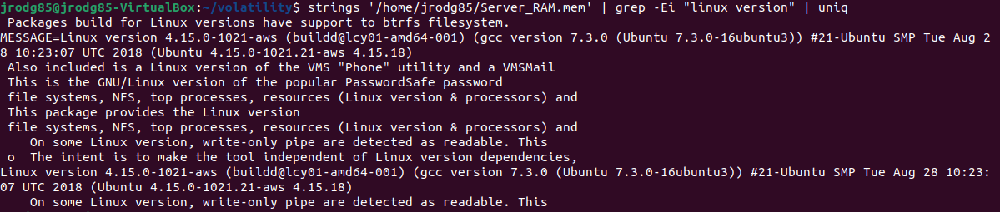 jrodg85@jrodg85-VirtualBox:~/volatility$ strings '/home/jrodg85/Server_RAM.mem' | grep -Ei "linux version" | uniq
 Packages build for Linux versions have support to btrfs filesystem.
MESSAGE=Linux version 4.15.0-1021-aws (buildd@lcy01-amd64-001) (gcc version 7.3.0 (Ubuntu 7.3.0-16ubuntu3)) #21-Ubuntu SMP Tue Aug 2
8 10:23:07 UTC 2018 (Ubuntu 4.15.0-1021.21-aws 4.15.18)
 Also included is a Linux version of the VMS "Phone" utility and a VMSMail
 This is the GNU/Linux version of the popular PasswordSafe password
 file systems, NFS, top processes, resources (Linux version & processors) and
 This package provides the Linux version
 file systems, NFS, top processes, resources (Linux version & processors) and
    On some Linux version, write-only pipe are detected as readable. This
 o  The intent is to make the tool independent of Linux version dependencies,
Linux version 4.15.0-1021-aws (buildd@lcy01-amd64-001) (gcc version 7.3.0 (Ubuntu 7.3.0-16ubuntu3)) #21-Ubuntu SMP Tue Aug 28 10:23:
07 UTC 2018 (Ubuntu 4.15.0-1021.21-aws 4.15.18)
    On some Linux version, write-only pipe are detected as readable. This